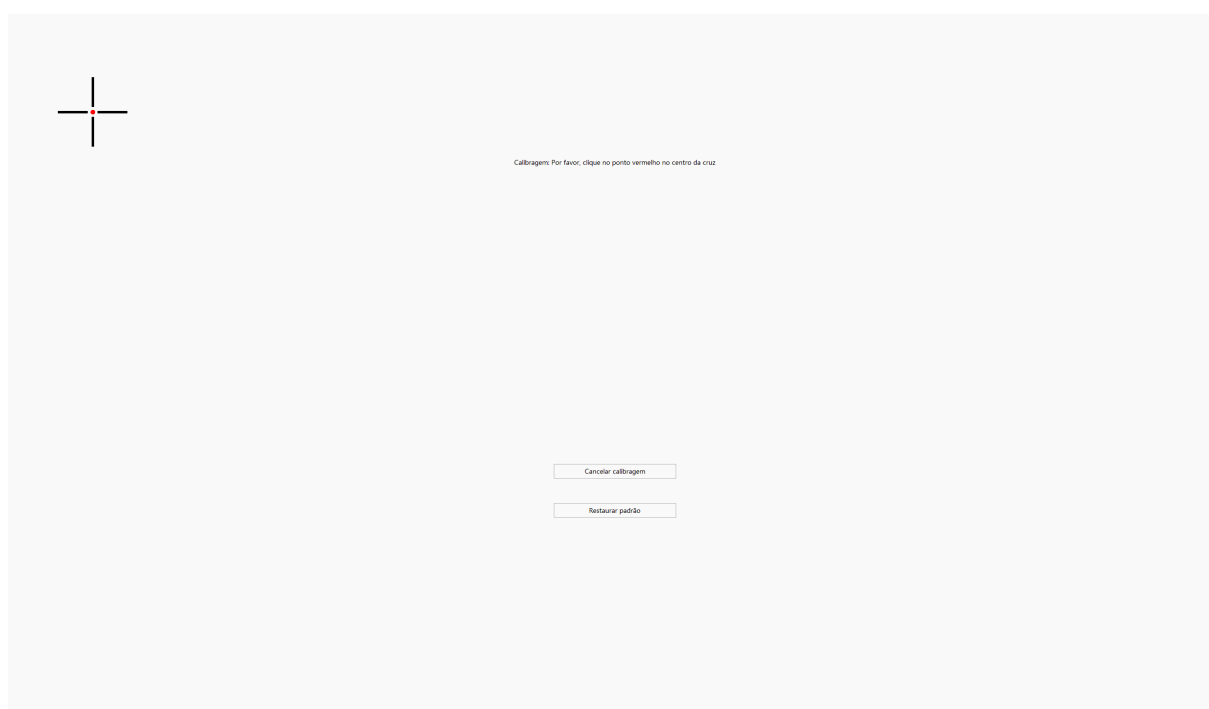 Calibragem: Por favor, clique no ponto vermelho no centro da cruz
Cancelar calibragem
Restaurar padrão